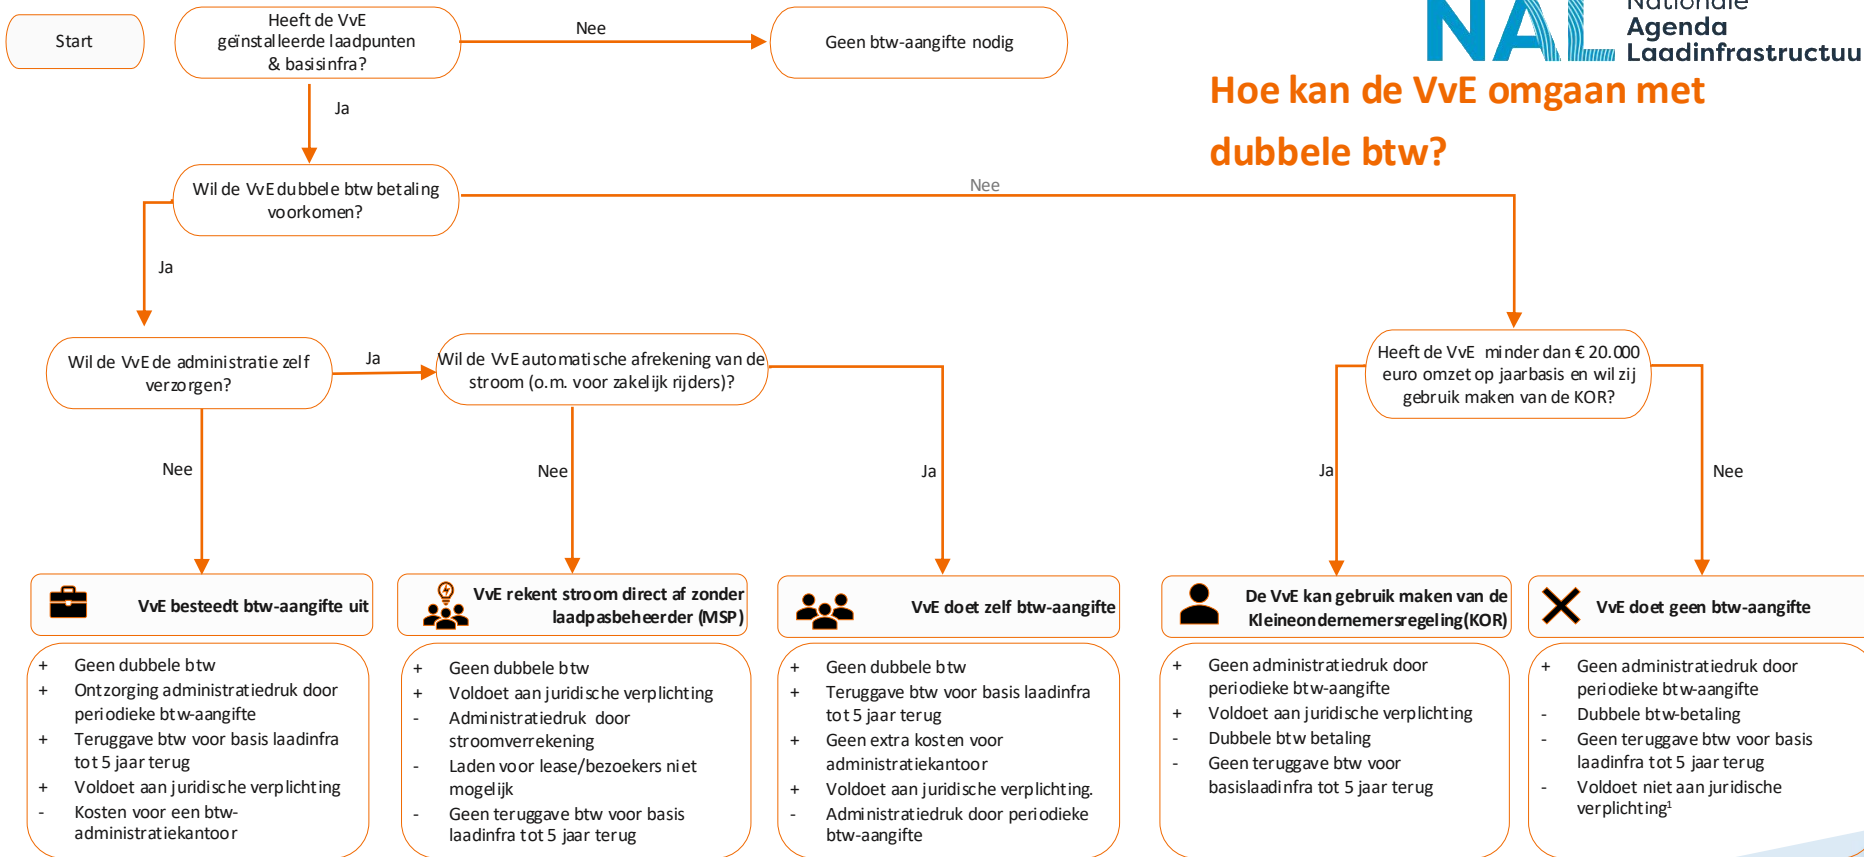 Start
Heeft de VvE
geïnstalleerde laadpunten
& basisinfra?
Nee
Geen btw-aangifte nodig
NAL
Nationale
Agenda
Laadinfrastructuu
Hoe kan de VvE omgaan met
dubbele btw?
Ja
Wil de VvE dubbele btw betaling
voorkomen?
Nee
Ja
Wil de VvE de administratie zelf
verzorgen?
Ja
Wil de VvE automatische afrekening van de
stroom (o.m. voor zakelijk rijders)?
Heeft de VvE minder dan € 20.000
euro omzet op jaarbasis en wil zij
gebruik maken van de KOR?
Nee
Nee
Ja
Ja
Nee
VvE besteedt btw-aangifte uit
+ Geen dubbele btw
+ Ontzorging administratiedruk door
periodieke btw-aangifte
+ Teruggave btw voor basis laadinfra
tot 5 jaar terug
+ Voldoet aan juridische verplichting
- Kosten voor een btw-
administratiekantoor
VvE rekent stroom direct af zonder
laadpasbeheerder (MSP)
+ Geen dubbele btw
+ Voldoet aan juridische verplichting
- Administratiedruk door
stroomverrekening
- Laden voor lease/bezoekers niet
mogelijk
- Geen teruggave btw voor basis
laadinfra tot 5 jaar terug
VvE doet zelf btw-aangifte
+ Geen dubbele btw
+ Teruggave btw voor basis laadinfra
tot 5 jaar terug
+ Geen extra kosten voor
administratiekantoor
+ Voldoet aan juridische verplichting.
- Administratiedruk door periodieke
btw-aangifte
De VvE kan gebruik maken van de
Kleineondernemersregeling(KOR)
+ Geen administratiedruk door
periodieke btw-aangifte
+ Voldoet aan juridische verplichting
- Dubbele btw betaling
- Geen teruggave btw voor
basislaadinfra tot 5 jaar terug
VvE doet geen btw-aangifte
+ Geen administratiedruk door
periodieke btw-aangifte
- Dubbele btw-betaling
- Geen teruggave btw voor basis
laadinfra tot 5 jaar terug
- Voldoet niet aan juridische
verplichting¹